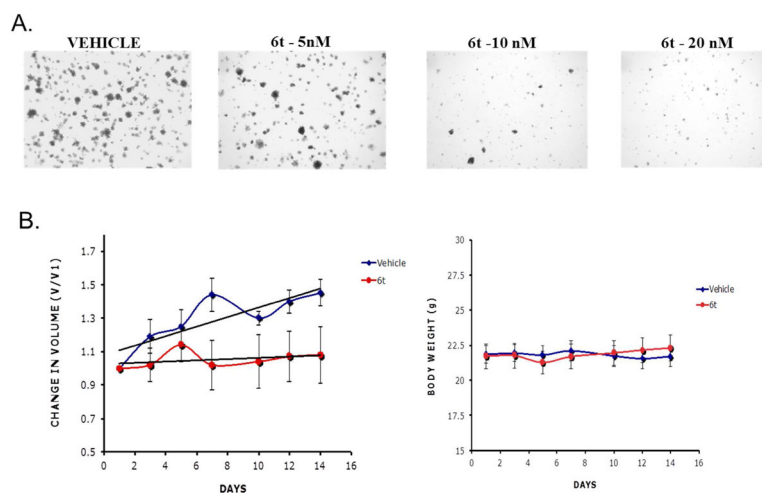 A.
VEHICLE
6t - 5nM
6t -10 nM
6t - 20 nM
B.
CHANGE IN VOLUME (V/V1)
1.7
1.5
1.3
1.1
0.9
0.7
0.5
0 2 4 6 8 10 12 14 16
DAYS
Vehicle
6t
BODY WEIGHT (g)
30
27.5
25
22.5
20
17.5
15
0 2 4 6 8 10 12 14 16
DAYS
Vehicle
6t